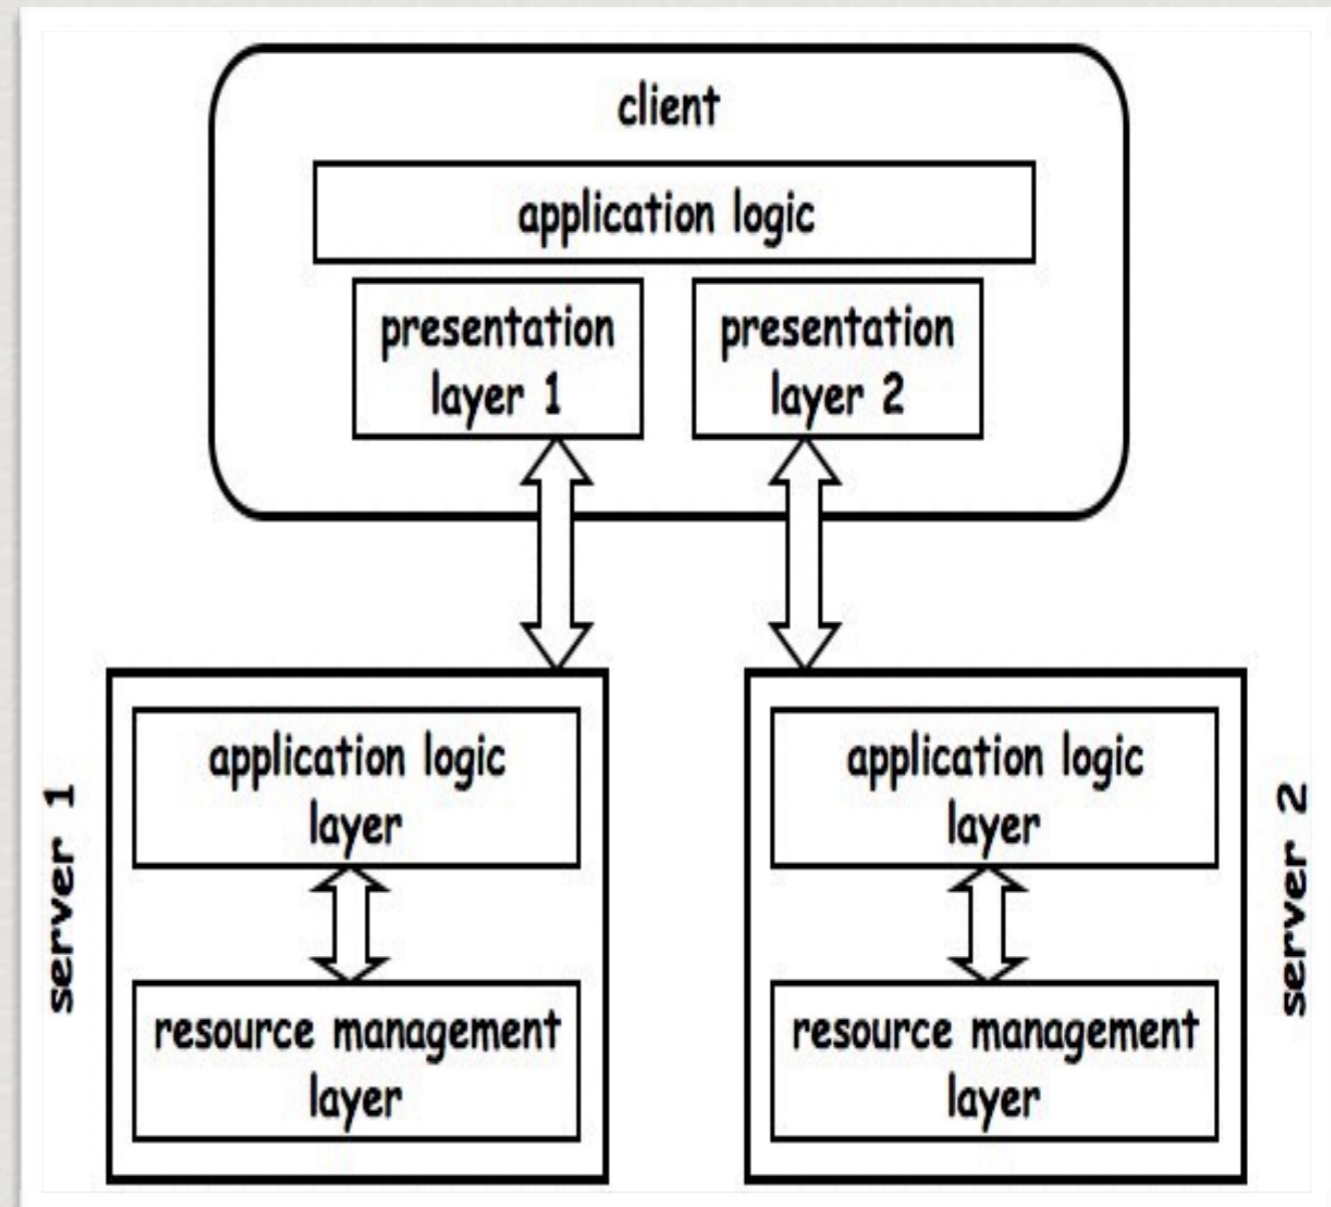 client
application logic
presentation
layer 1
presentation
layer 2
server 1
application logic
layer
resource management
layer
application logic
layer
resource management
layer
server 2